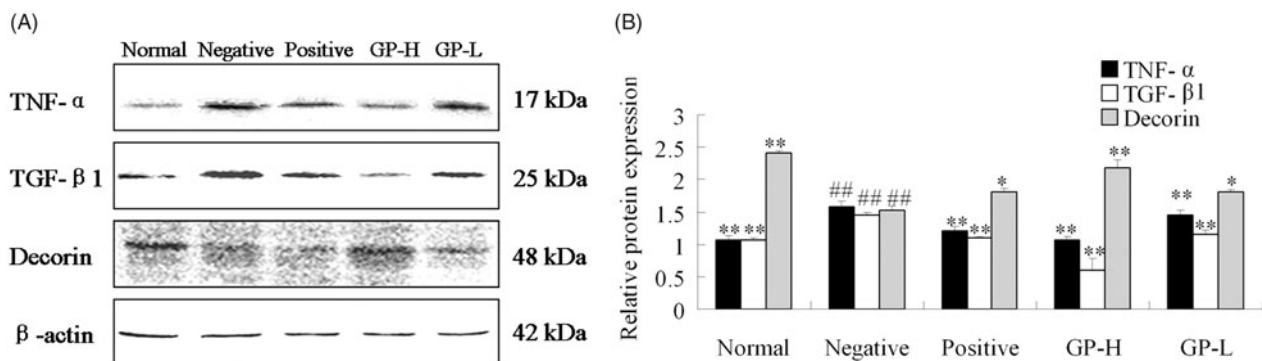 (A)
Normal Negative Positive GP-H GP-L
TNF-α 17 kDa
TGF-β1 25 kDa
Decorin 48 kDa
β-actin 42 kDa
(B)
TNF-α
TGF-β1
Decorin
Relative protein expression
3
2.5
2
1.5
1
0.5
0
** ** **
## ## ##
** ** *
** ** **
** ** *
Normal Negative Positive GP-H GP-L